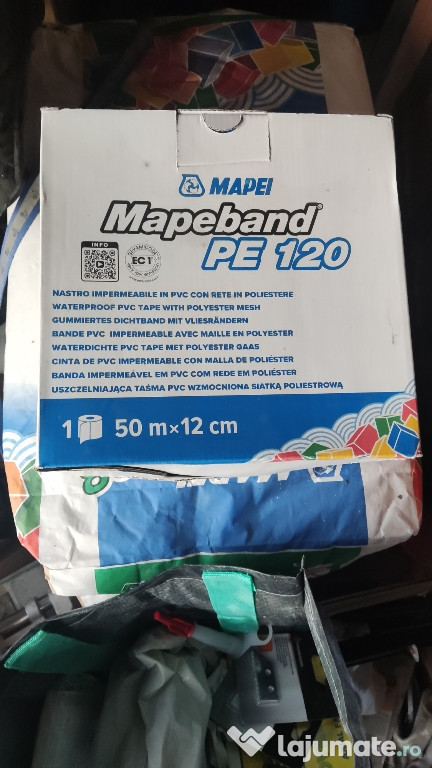 MAPEI
Mapeband®
PE 120
INFO
EC1
NASTRO IMPERMEABILE IN PVC CON RETE IN POLIESTERE
WATERPROOF PVC TAPE WITH POLYESTER MESH
GUMMIERTES DICHTBAND MIT VLIESRÄNDERN
BANDE PVC IMPERMEABLE AVEC MAILLE EN POLYESTER
WATERDICHTE PVC TAPE MET POLYESTER GAAS
CINTA DE PVC IMPERMEABLE CON MALLA DE POLIÉSTER
BANDA IMPERMEÁVEL EM PVC COM REDE EM POLIÉSTER
USZCZELNIAJĄCA TAŚMA PVC WZMOCNIONA SIATKĄ POLIESTROWĄ
1 50 m×12 cm
lajumate.ro